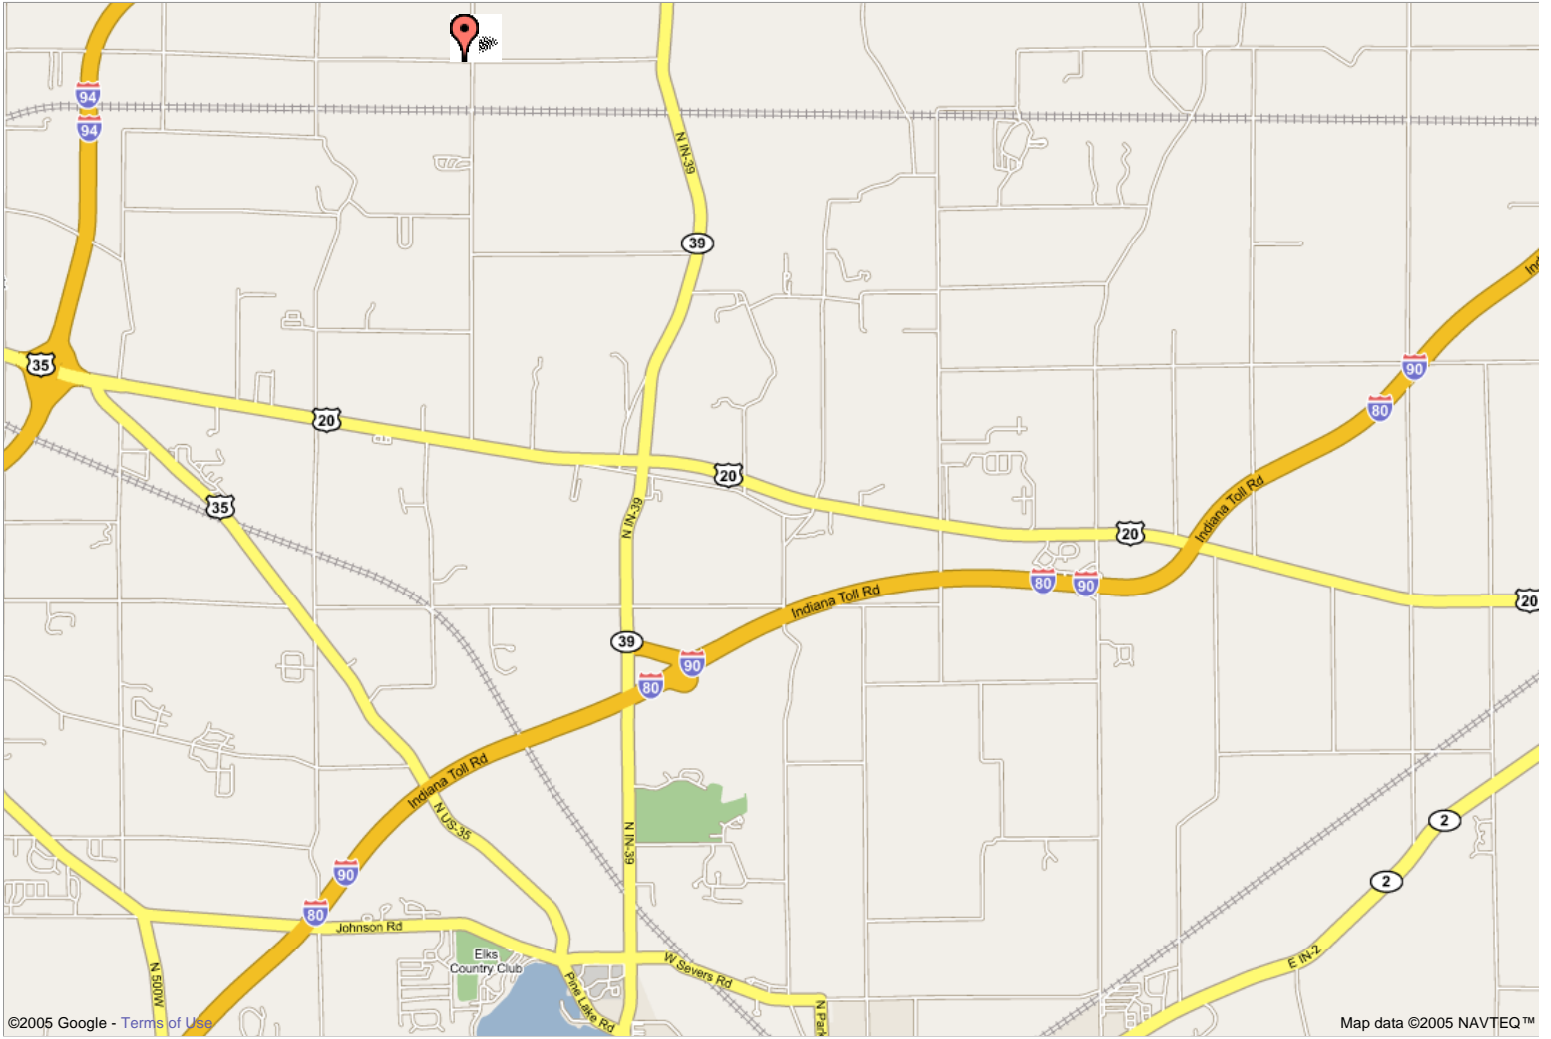 94
94
N IN-39
39
Ind
35
20
90
80
20
35
N IN-39
Indiana Toll Rd
20
80
90
Indiana Toll Rd
20
39
90
80
Indiana Toll Rd
N US-35
N IN-39
2
90
2
80
Johnson Rd
Elks
Country Club
W Severs Rd
E IN-2
N 500W
Pine Lake Rd
N Park
©2005 Google - Terms of Use
Map data ©2005 NAVTEQ™